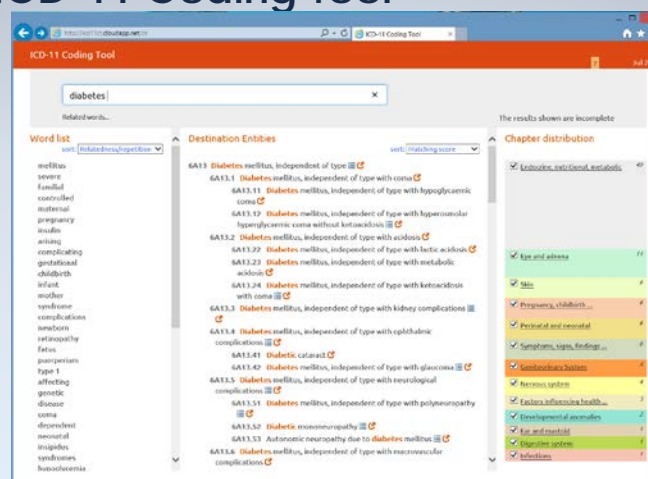 ICD-11 Coding Tool
ICD-11 Coding Tool
ICD-11 Coding Tool
diabetes
Related words...
The results shown are incomplete
Word list
sort: Relatedness/repetition
mellitus
severe
familial
controlled
maternal
pregnancy
insulin
arising
complicating
gestational
childbirth
infant
mother
syndrome
complications
newborn
retinopathy
fetus
puerperium
type 1
affecting
genetic
disease
coma
dependent
neonatal
insipidus
syndromes
hypoglycemia
Destination Entities
sort: Matching score
6A13 Diabetes mellitus, independent of type
6A13.1 Diabetes mellitus, independent of type with coma
6A13.11 Diabetes mellitus, independent of type with hypoglycaemic
coma
6A13.12 Diabetes mellitus, independent of type with hyperosmolar
hyperglycaemic coma without ketoacidosis
6A13.2 Diabetes mellitus, independent of type with acidosis
6A13.22 Diabetes mellitus, independent of type with lactic acidosis
6A13.23 Diabetes mellitus, independent of type with metabolic
acidosis
6A13.24 Diabetes mellitus, independent of type with ketoacidosis
with coma
6A13.3 Diabetes mellitus, independent of type with kidney complications
6A13.4 Diabetes mellitus, independent of type with ophthalmic
complications
6A13.41 Diabetic cataract
6A13.42 Diabetes mellitus, independent of type with glaucoma
6A13.5 Diabetes mellitus, independent of type with neurological
complications
6A13.51 Diabetes mellitus, independent of type with polyneuropathy
6A13.52 Diabetic mononeuropathy
6A13.53 Autonomic neuropathy due to diabetes mellitus
6A13.6 Diabetes mellitus, independent of type with macrovascular
complications
Chapter distribution
Endocrine, nutritional, metabolic
Eye and adnexa
Skin
Pregnancy, childbirth ...
Perinatal and neonatal
Symptoms, signs, findings ...
Genitourinary System
Nervous system
Factors influencing health ...
Developmental anomalies
Ear and mastoid
Digestive system
Infections